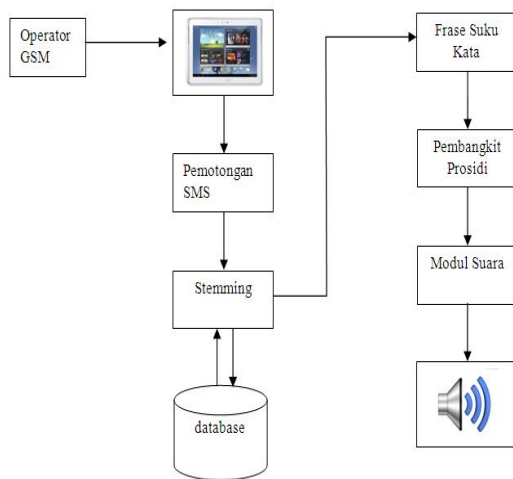 Operator
GSM
Pemotongan
SMS
Stemming
database
Frase Suku
Kata
Pembangkit
Prosidi
Modul Suara